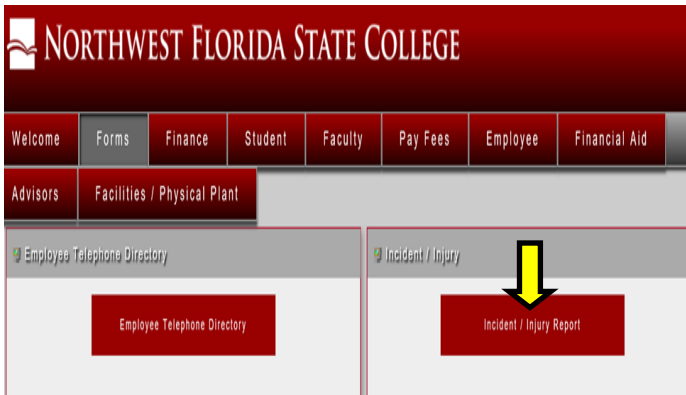 NORTHWEST FLORIDA STATE COLLEGE
Welcome Forms Finance Student Faculty Pay Fees Employee Financial Aid
Advisors Facilities / Physical Plant
Employee Telephone Directory Incident / Injury
Employee Telephone Directory Incident / Injury Report